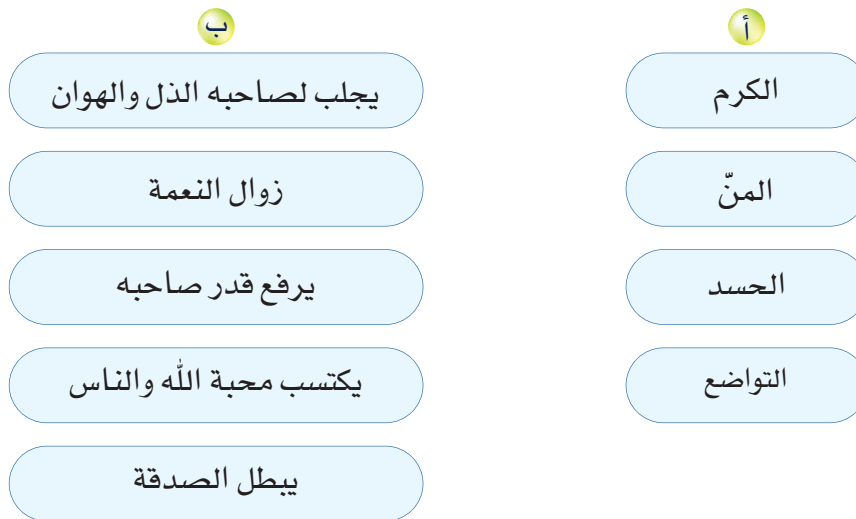 أ
الكرم
المنّ
الحسد
التواضع
ب
يجلب لصاحبه الذل والهوان
زوال النعمة
يرفع قدر صاحبه
يكتسب محبة الله والناس
يبطل الصدقة